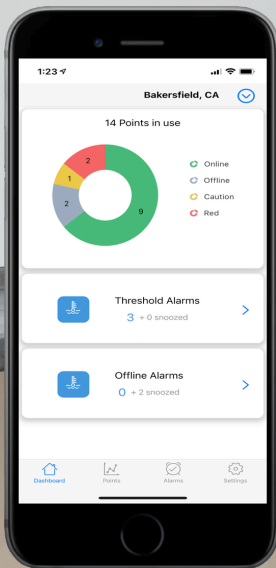 1:23
Bakersfield, CA
14 Points in use
2
1
2
9
Online
Offline
Caution
Red
Threshold Alarms
3 + 0 snoozed
Offline Alarms
0 + 2 snoozed
Dashboard Points Alarms Settings